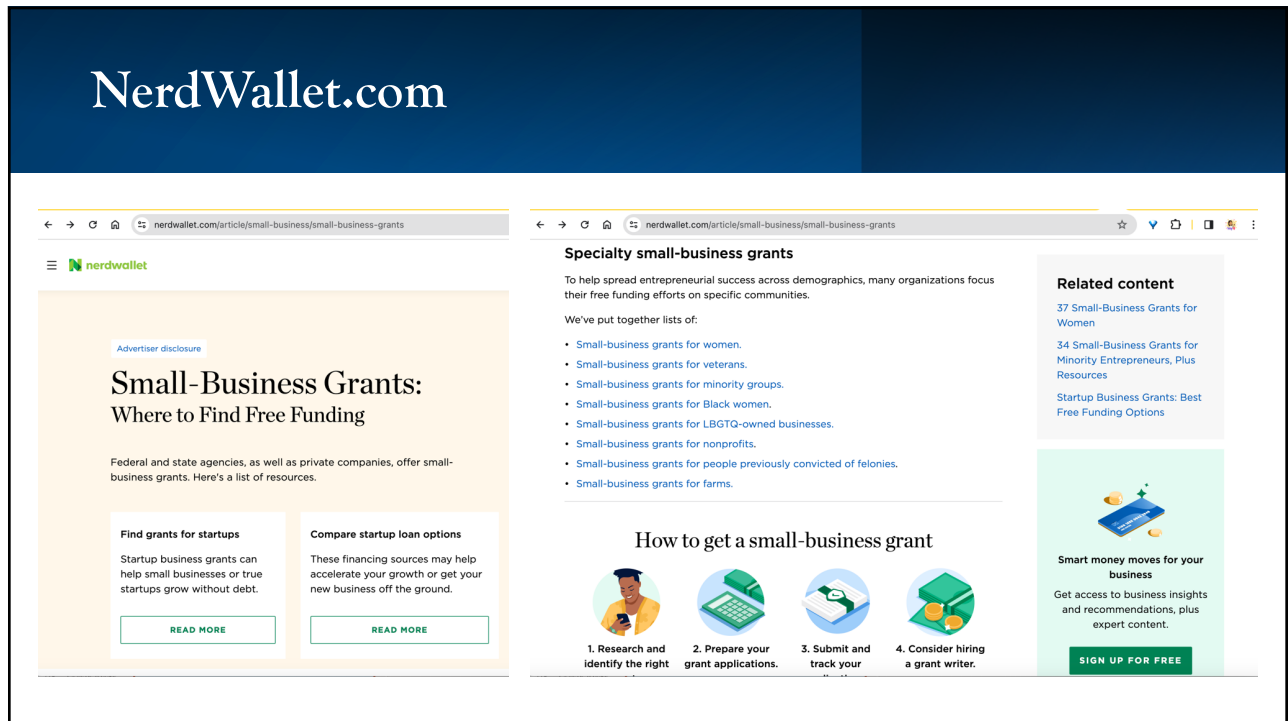 NerdWallet.com
nerdwallet.com/article/small-business/small-business-grants
nerdwallet
Advertiser disclosure
Small-Business Grants:
Where to Find Free Funding
Federal and state agencies, as well as private companies, offer small-
business grants. Here's a list of resources.
Find grants for startups
Startup business grants can
help small businesses or true
startups grow without debt.
READ MORE
Compare startup loan options
These financing sources may help
accelerate your growth or get your
new business off the ground.
READ MORE
nerdwallet.com/article/small-business/small-business-grants
Specialty small-business grants
To help spread entrepreneurial success across demographics, many organizations focus
their free funding efforts on specific communities.
We've put together lists of:
• Small-business grants for women.
• Small-business grants for veterans.
• Small-business grants for minority groups.
• Small-business grants for Black women.
• Small-business grants for LBGTQ-owned businesses.
• Small-business grants for nonprofits.
• Small-business grants for people previously convicted of felonies.
• Small-business grants for farms.
How to get a small-business grant
1. Research and
identify the right
2. Prepare your
grant applications.
3. Submit and
track your
4. Consider hiring
a grant writer.
Related content
37 Small-Business Grants for
Women
34 Small-Business Grants for
Minority Entrepreneurs, Plus
Resources
Startup Business Grants: Best
Free Funding Options
Smart money moves for your
business
Get access to business insights
and recommendations, plus
expert content.
SIGN UP FOR FREE